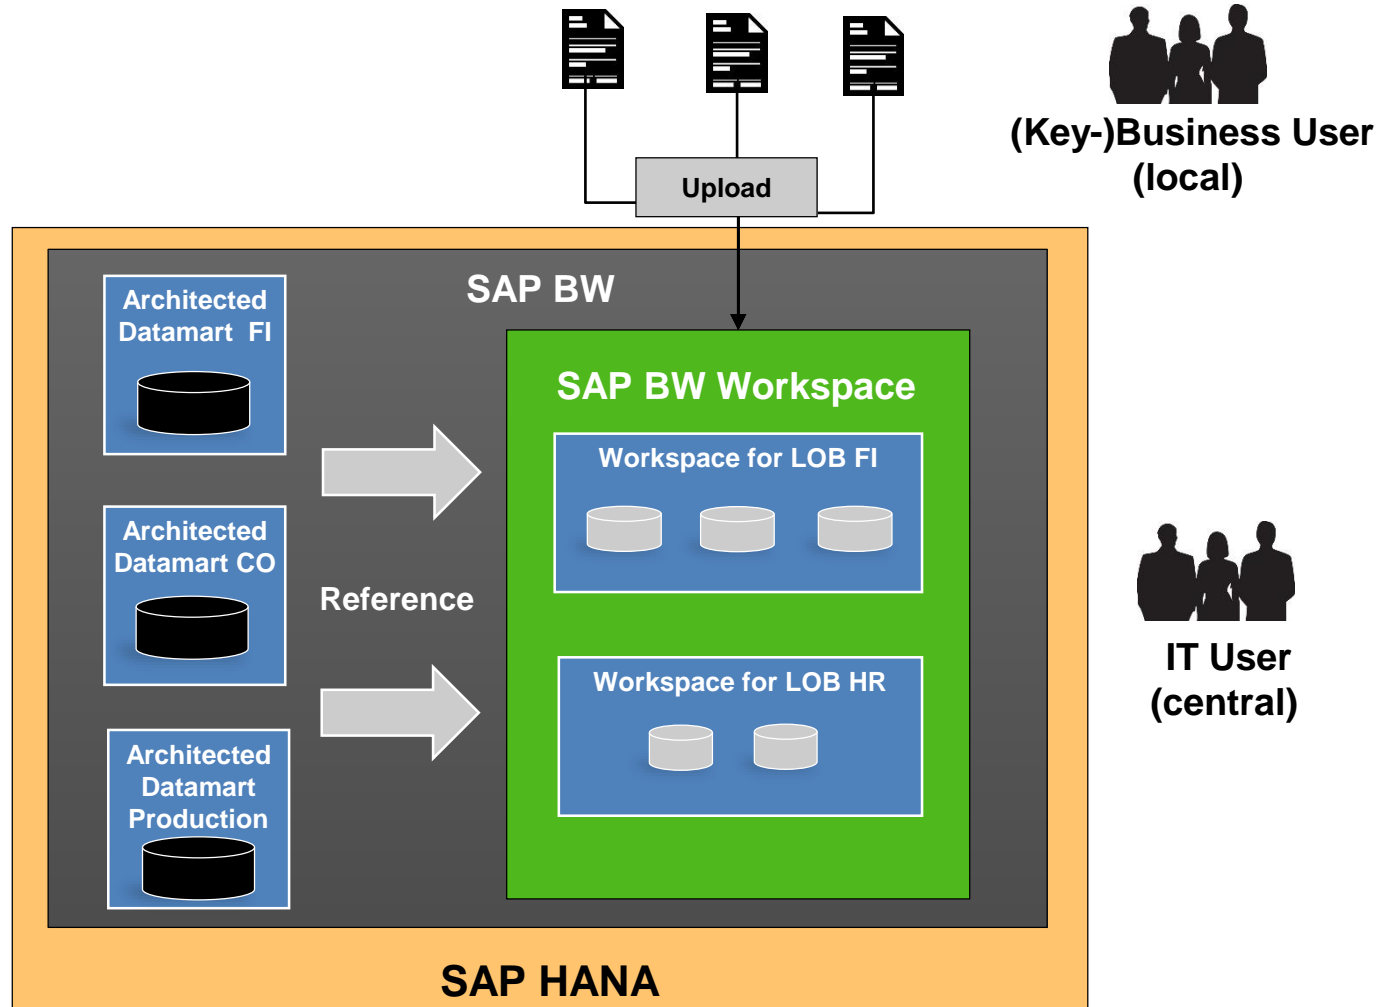 (Key-)Business User
(local)
Upload
SAP BW
Architected
Datamart  FI
SAP BW Workspace
Workspace for LOB FI
Architected
Datamart CO
Reference
IT User
(central)
Workspace for LOB HR
Architected
Datamart
Production
SAP HANA